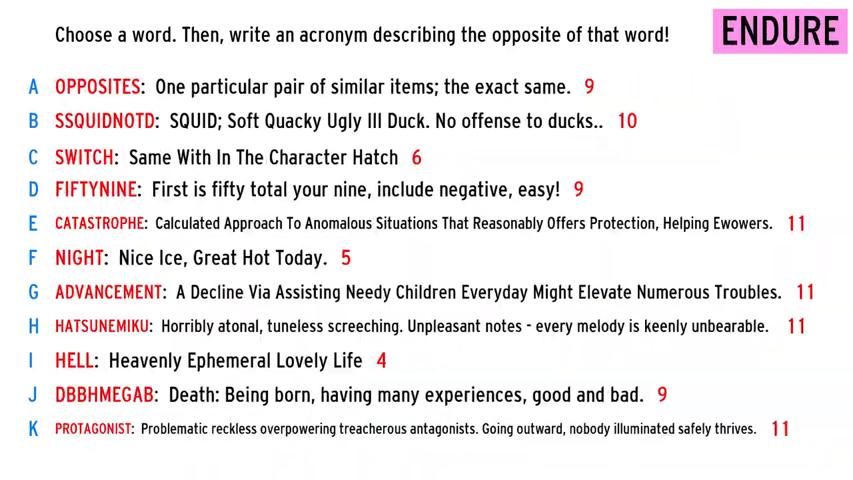 Choose a word. Then, write an acronym describing the opposite of that word!
ENDURE
A OPPOSITES: One particular pair of similar items; the exact same. 9
B SSQUIDNOTD: SQUID; Soft Quacky Ugly Ill Duck. No offense to ducks.. 10
C SWITCH: Same With In The Character Hatch 6
D FIFTYNINE: First is fifty total your nine, include negative, easy! 9
E CATASTROPHE: Calculated Approach To Anomalous Situations That Reasonably Offers Protection, Helping Ewowers. 11
F NIGHT: Nice Ice, Great Hot Today. 5
G ADVANCEMENT: A Decline Via Assisting Needy Children Everyday Might Elevate Numerous Troubles. 11
H HATSUNEMIKU: Horribly atonal, tuneless screeching. Unpleasant notes - every melody is keenly unbearable. 11
I HELL: Heavenly Ephemeral Lovely Life 4
J DBBHMEGAB: Death: Being born, having many experiences, good and bad. 9
K PROTAGONIST: Problematic reckless overpowering treacherous antagonists. Going outward, nobody illuminated safely thrives. 11